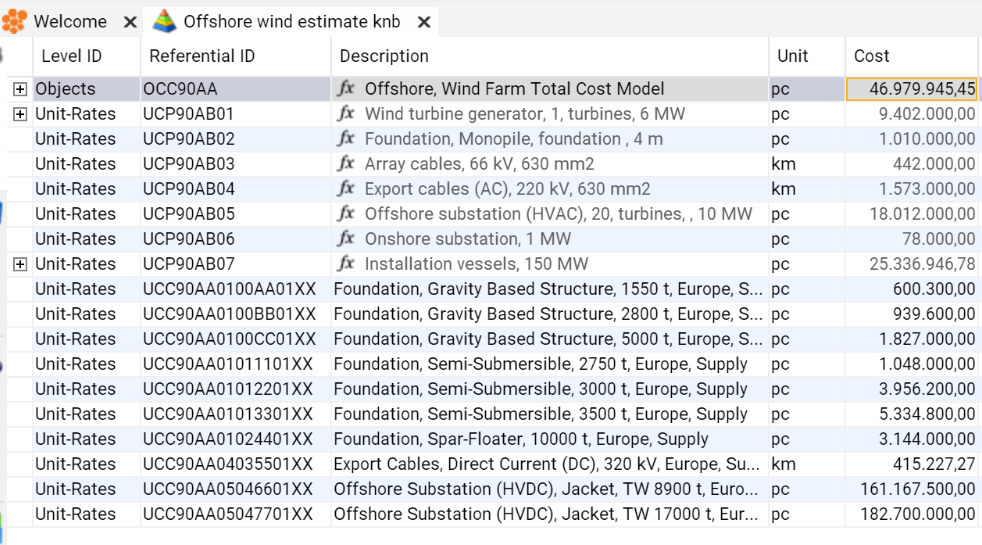 Welcome × Offshore wind estimate knb ×
Level ID Referential ID Description Unit Cost
Objects OCC90AA fx Offshore, Wind Farm Total Cost Model pc 46.979.945,45
Unit-Rates UCP90AB01 fx Wind turbine generator, 1, turbines, 6 MW pc 9.402.000,00
Unit-Rates UCP90AB02 fx Foundation, Monopile, foundation , 4 m pc 1.010.000,00
Unit-Rates UCP90AB03 fx Array cables, 66 kV, 630 mm2 km 442.000,00
Unit-Rates UCP90AB04 fx Export cables (AC), 220 kV, 630 mm2 km 1.573.000,00
Unit-Rates UCP90AB05 fx Offshore substation (HVAC), 20, turbines, , 10 MW pc 18.012.000,00
Unit-Rates UCP90AB06 fx Onshore substation, 1 MW pc 78.000,00
Unit-Rates UCP90AB07 fx Installation vessels, 150 MW pc 25.336.946,78
Unit-Rates UCC90AA0100AA01XX Foundation, Gravity Based Structure, 1550 t, Europe, S... pc 600.300,00
Unit-Rates UCC90AA0100BB01XX Foundation, Gravity Based Structure, 2800 t, Europe, S... pc 939.600,00
Unit-Rates UCC90AA0100CC01XX Foundation, Gravity Based Structure, 5000 t, Europe, S... pc 1.827.000,00
Unit-Rates UCC90AA01011101XX Foundation, Semi-Submersible, 2750 t, Europe, Supply pc 1.048.000,00
Unit-Rates UCC90AA01012201XX Foundation, Semi-Submersible, 3000 t, Europe, Supply pc 3.956.200,00
Unit-Rates UCC90AA01013301XX Foundation, Semi-Submersible, 3500 t, Europe, Supply pc 5.334.800,00
Unit-Rates UCC90AA01024401XX Foundation, Spar-Floater, 10000 t, Europe, Supply pc 3.144.000,00
Unit-Rates UCC90AA04035501XX Export Cables, Direct Current (DC), 320 kV, Europe, Su... km 415.227,27
Unit-Rates UCC90AA05046601XX Offshore Substation (HVDC), Jacket, TW 8900 t, Euro... pc 161.167.500,00
Unit-Rates UCC90AA05047701XX Offshore Substation (HVDC), Jacket, TW 17000 t, Eur... pc 182.700.000,00